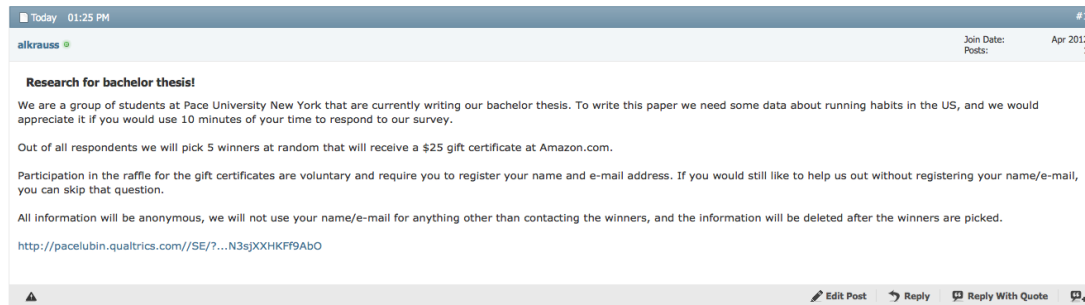 Today 01:25 PM
alkrauss
Join Date: Apr 2012
Posts:
Research for bachelor thesis!
We are a group of students at Pace University New York that are currently writing our bachelor thesis. To write this paper we need some data about running habits in the US, and we would
appreciate it if you would use 10 minutes of your time to respond to our survey.
Out of all respondents we will pick 5 winners at random that will receive a $25 gift certificate at Amazon.com.
Participation in the raffle for the gift certificates are voluntary and require you to register your name and e-mail address. If you would still like to help us out without registering your name/e-mail,
you can skip that question.
All information will be anonymous, we will not use your name/e-mail for anything other than contacting the winners, and the information will be deleted after the winners are picked.
http://pacelubin.qualtrics.com//SE/?...N3sjXXHKFf9AbO
Edit Post Reply Reply With Quote